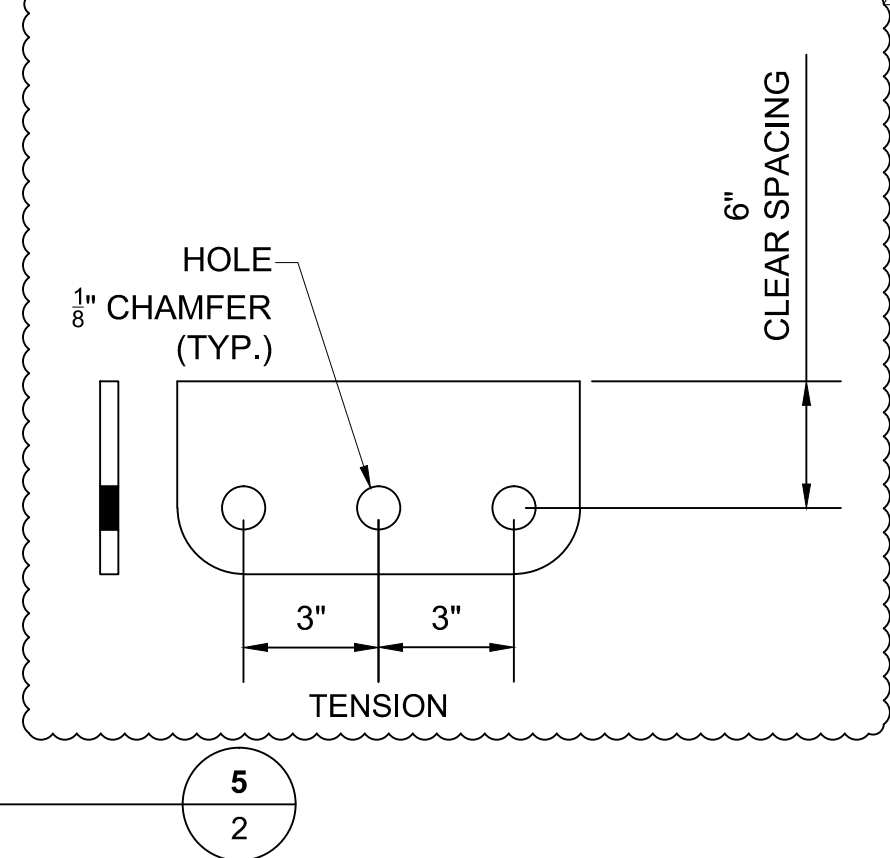 6"
CLEAR SPACING
HOLE
⅛" CHAMFER
(TYP.)
3"
3"
TENSION
5
2